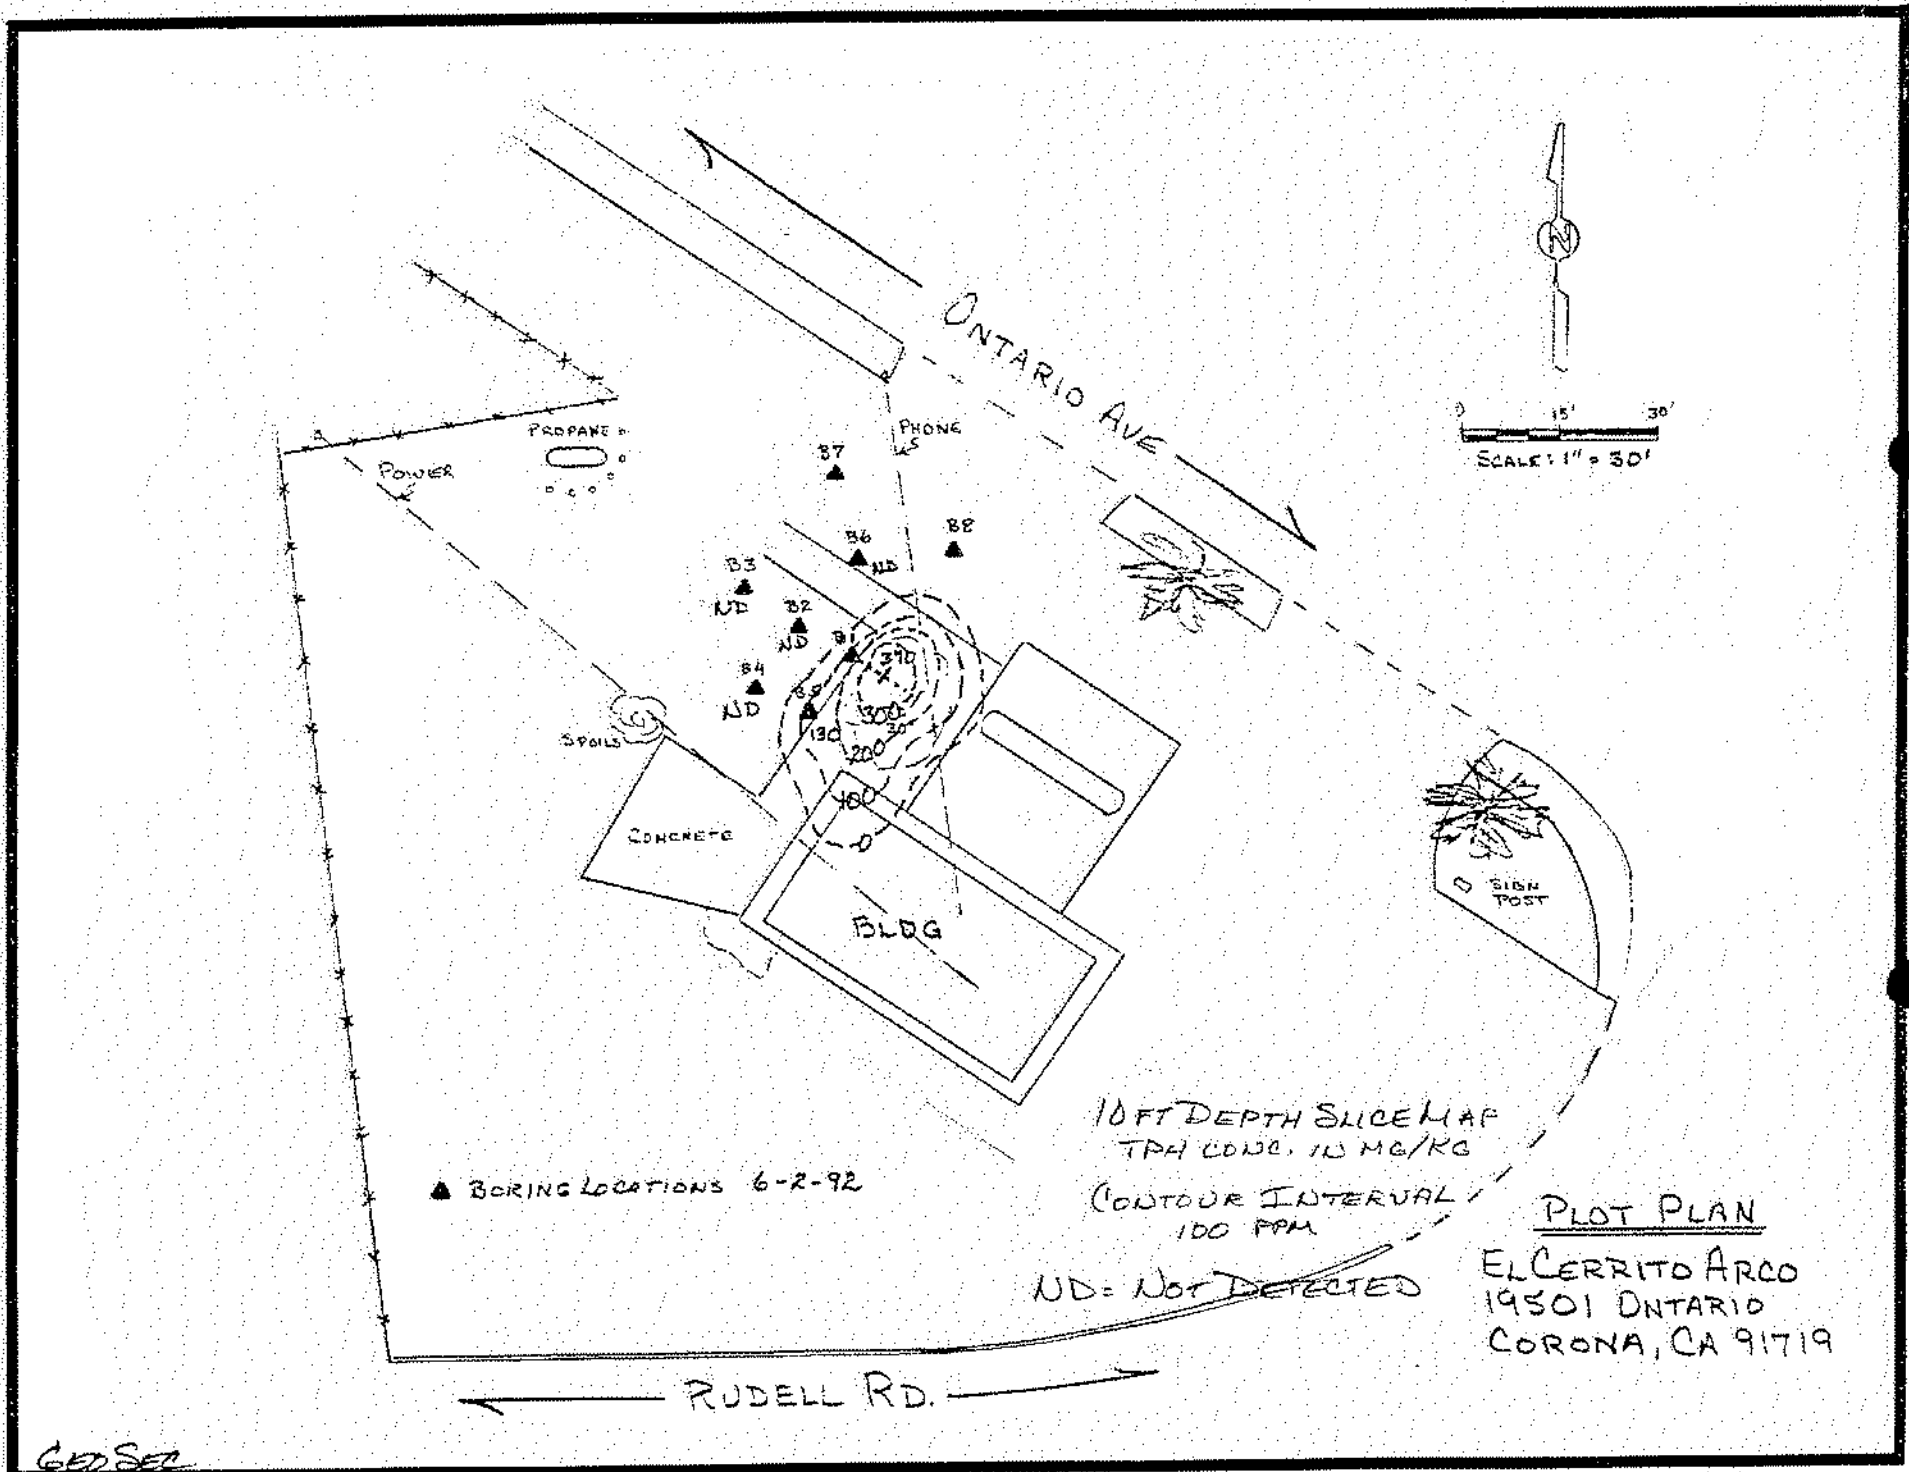 ONTARIO AVE
N
0 15' 30'
SCALE: 1" = 30'
PHONE
PROPANE
POWER
B7
B8
B6
ND
B3
ND
B2
ND
B4
ND
390
300
30
130
200
100
0
SPOILS
CONCRETE
BLDG
SIGN
POST
10 FT DEPTH SLICE MAP
TPH CONC. IN MG/KG
CONTOUR INTERVAL
100 PPM
ND = NOT DETECTED
▲ BORING LOCATIONS 6-2-92
PLOT PLAN
EL CERRITO ARCO
19501 ONTARIO
CORONA, CA 91719
RUDELL RD.
GEOSEC